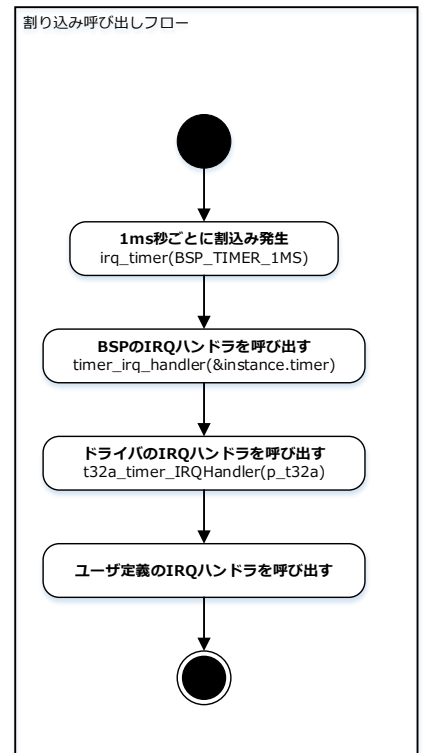 割り込み呼び出しフロー
1ms秒ごとに割込み発生
irq_timer(BSP_TIMER_1MS)
BSPのIRQハンドラを呼び出す
timer_irq_handler(&instance.timer)
ドライバのIRQハンドラを呼び出す
t32a_timer_IRQHandler(p_t32a)
ユーザ定義のIRQハンドラを呼び出す